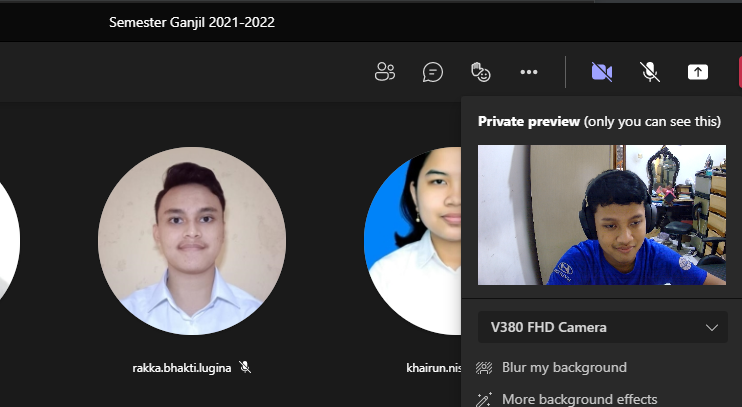 Semester Ganjil 2021-2022
Private preview (only you can see this)
rakka.bhakti.lugina
khairun.nis
V380 FHD Camera
Blur my background
More background effects